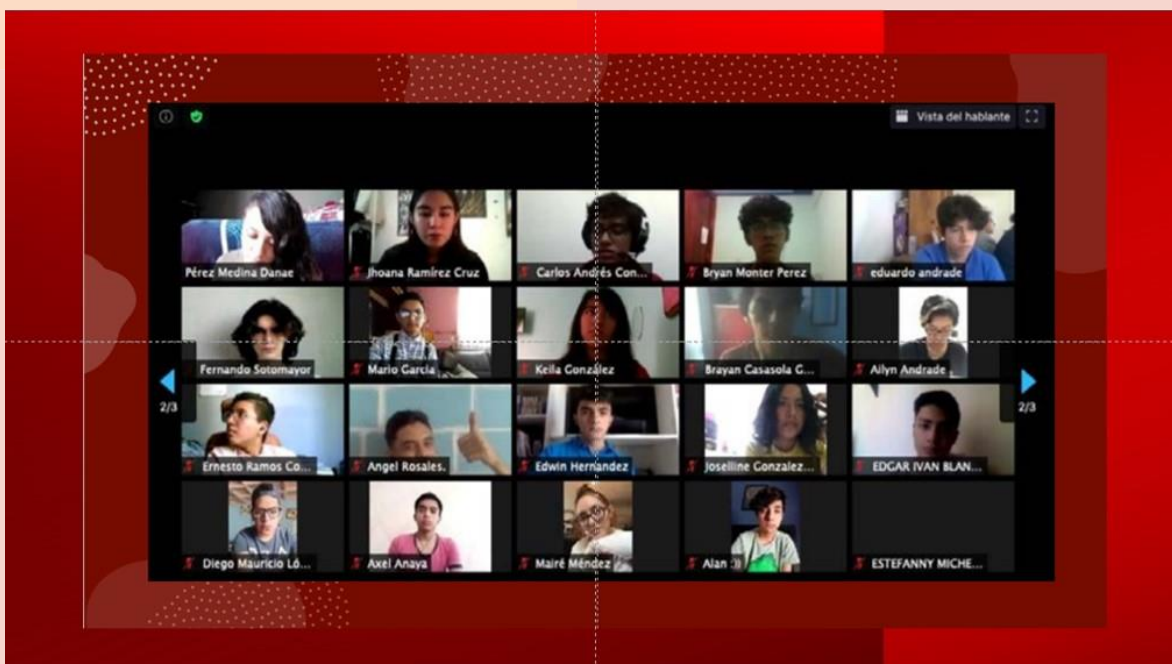 Vista del hablante
Pérez Medina Danae
Jhoana Ramírez Cruz
Carlos Andrés Con...
Bryan Monter Perez
eduardo andrade
Fernando Sotomayor
Mario García
Keila González
Brayan Casasola G...
Ailyn Andrade
2/3
2/3
Ernesto Ramos Co...
Angel Rosales.
Edwin Hernandez
Joselline Gonzalez...
EDGAR IVAN BLAN...
Diego Mauricio Ló...
Axel Anaya
Mairé Méndez
Alan :))
ESTEFANNY MICHE...